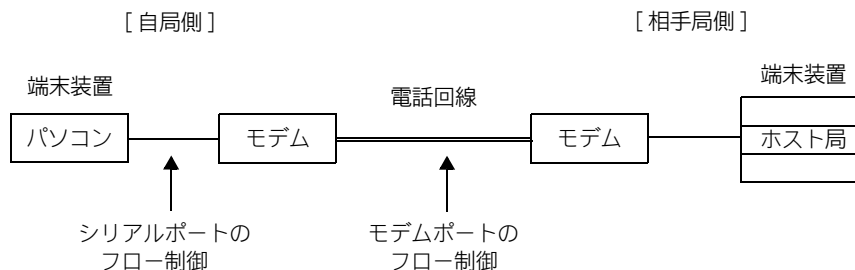 [ 自局側 ]
[ 相手局側 ]
端末装置
端末装置
電話回線
パソコン
モデム
モデム
ホスト局
シリアルポートの
フロー制御
モデムポートの
フロー制御